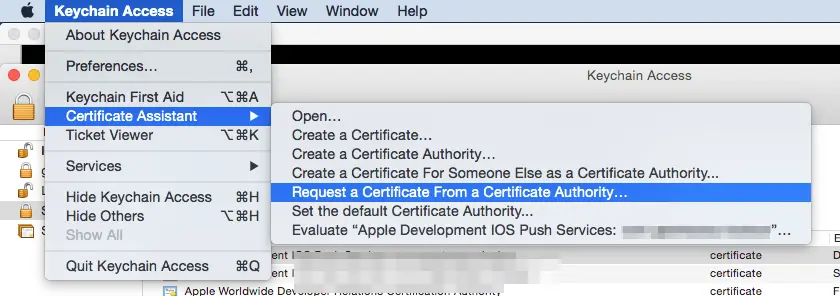 Keychain Access File Edit View Window Help
About Keychain Access
Preferences… ⌘,
Keychain First Aid ⌥⌘A
Certificate Assistant ▶
Ticket Viewer ⌥⌘K
Services ▶
Hide Keychain Access ⌘H
Hide Others ⌥⌘H
Show All
Quit Keychain Access ⌘Q
Keychain Access
Open…
Create a Certificate…
Create a Certificate Authority…
Create a Certificate For Someone Else as a Certificate Authority...
Request a Certificate From a Certificate Authority…
Set the default Certificate Authority...
Evaluate “Apple Development IOS Push Services: ”…
certificate D
ent I certificate S
Apple Worldwide Developer Relations Certification Authority certificate F